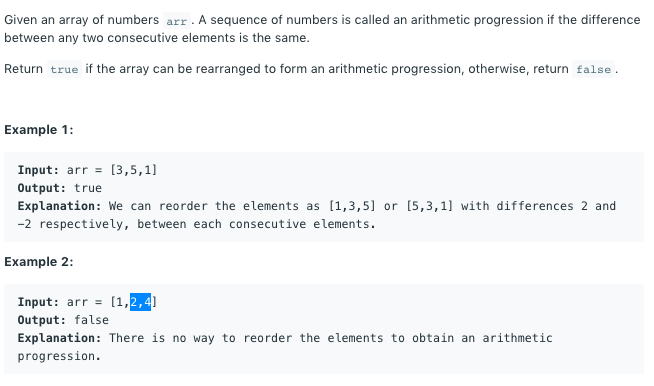 Given an array of numbers arr . A sequence of numbers is called an arithmetic progression if the difference
between any two consecutive elements is the same.
Return true if the array can be rearranged to form an arithmetic progression, otherwise, return false .
Example 1:
Input: arr = [3,5,1]
Output: true
Explanation: We can reorder the elements as [1,3,5] or [5,3,1] with differences 2 and
-2 respectively, between each consecutive elements.
Example 2:
Input: arr = [1,2,4]
Output: false
Explanation: There is no way to reorder the elements to obtain an arithmetic
progression.